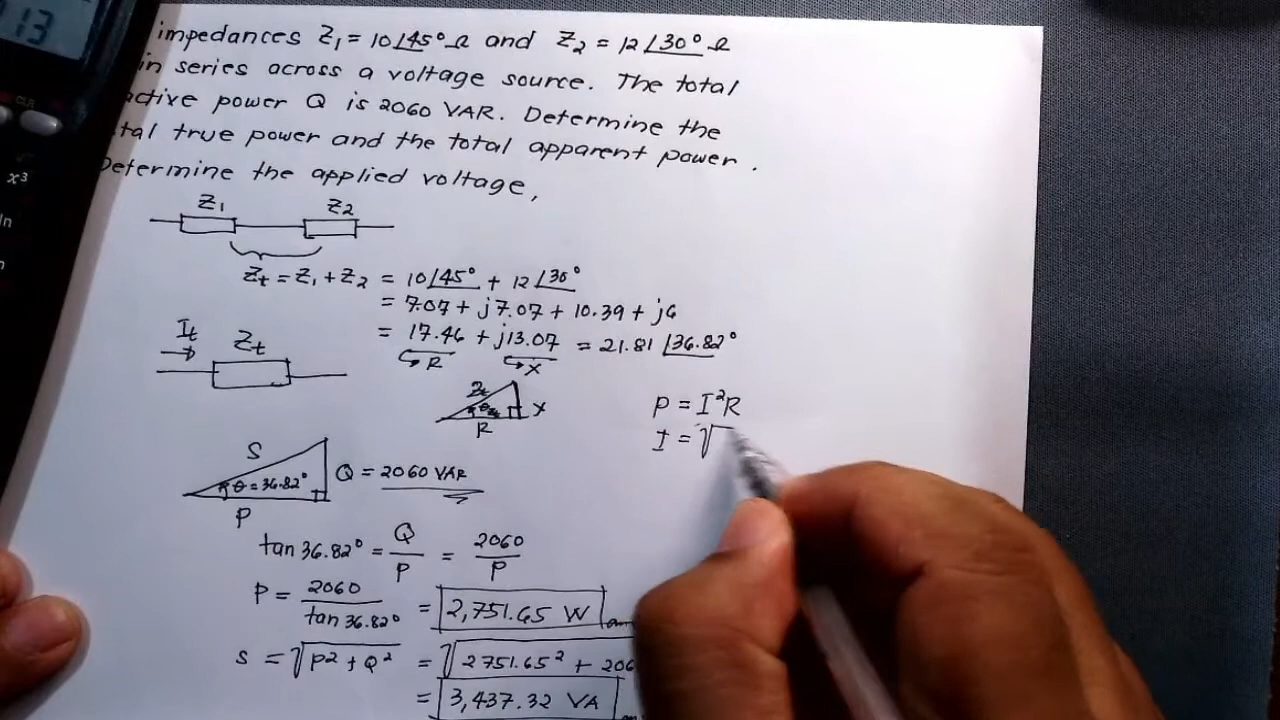 13
x³
impedances Z₁ = 10∠45° Ω and Z₂ = 12∠30° Ω
in series across a voltage source. The total
active power Q is 2060 VAR. Determine the
tal true power and the total apparent power.
Determine the applied voltage,
Z₁ Z₂
Zt = Z₁ + Z₂ = 10∠45° + 12∠30°
= 7.07 + j7.07 + 10.39 + j6
= 17.46 + j13.07 = 21.81 ∠36.82°
R X
It Zt
Zt X
R
P = I²R
I = √
S
θ = 36.82° Q = 2060 VAR
P
tan 36.82° = Q/P = 2060/P
P = 2060/tan 36.82° = 2,751.65 W
S = √P² + Q² = √2751.65² + 206
= 3,437.32 VA